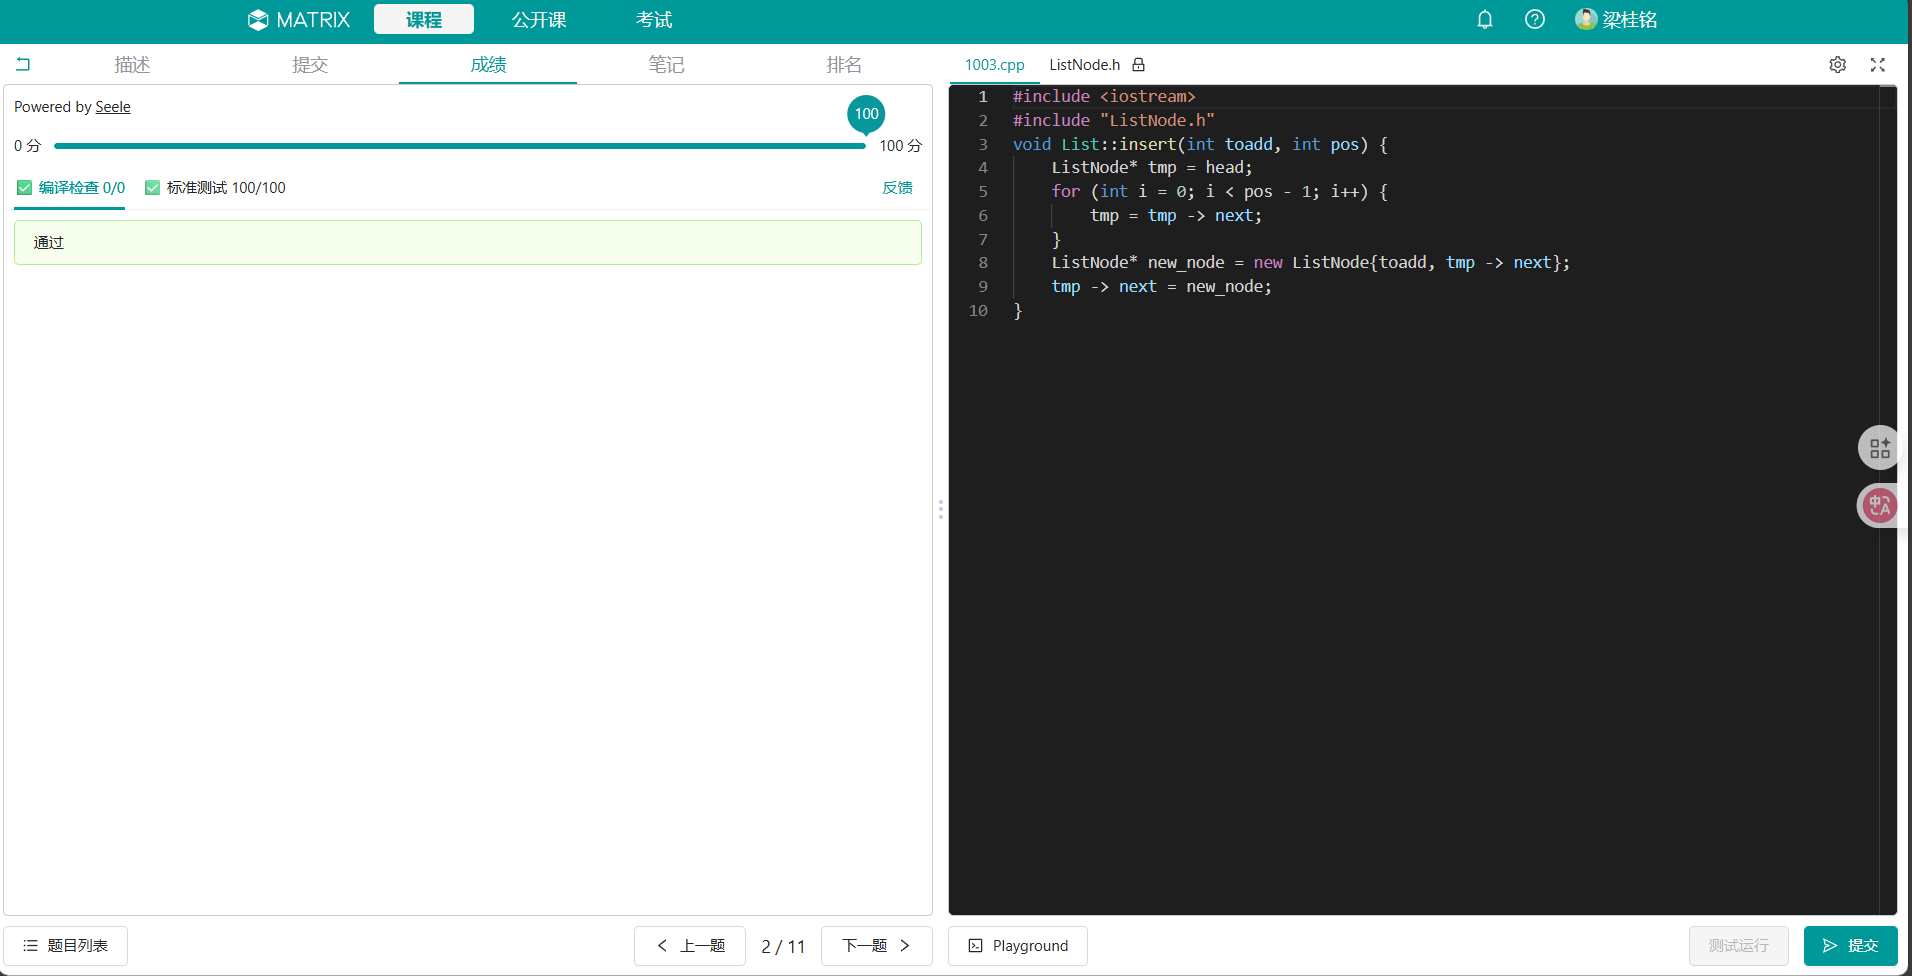 MATRIX 课程 公开课 考试 梁桂铭
描述 提交 成绩 笔记 排名
1003.cpp ListNode.h
Powered by Seele
100
0 分 100 分
编译检查 0/0 标准测试 100/100 反馈
通过
1 #include <iostream>
2 #include "ListNode.h"
3 void List::insert(int toadd, int pos) {
4     ListNode* tmp = head;
5     for (int i = 0; i < pos - 1; i++) {
6         tmp = tmp -> next;
7     }
8     ListNode* new_node = new ListNode{toadd, tmp -> next};
9     tmp -> next = new_node;
10 }
中A
题目列表 上一题 2 / 11 下一题 Playground 测试运行 提交